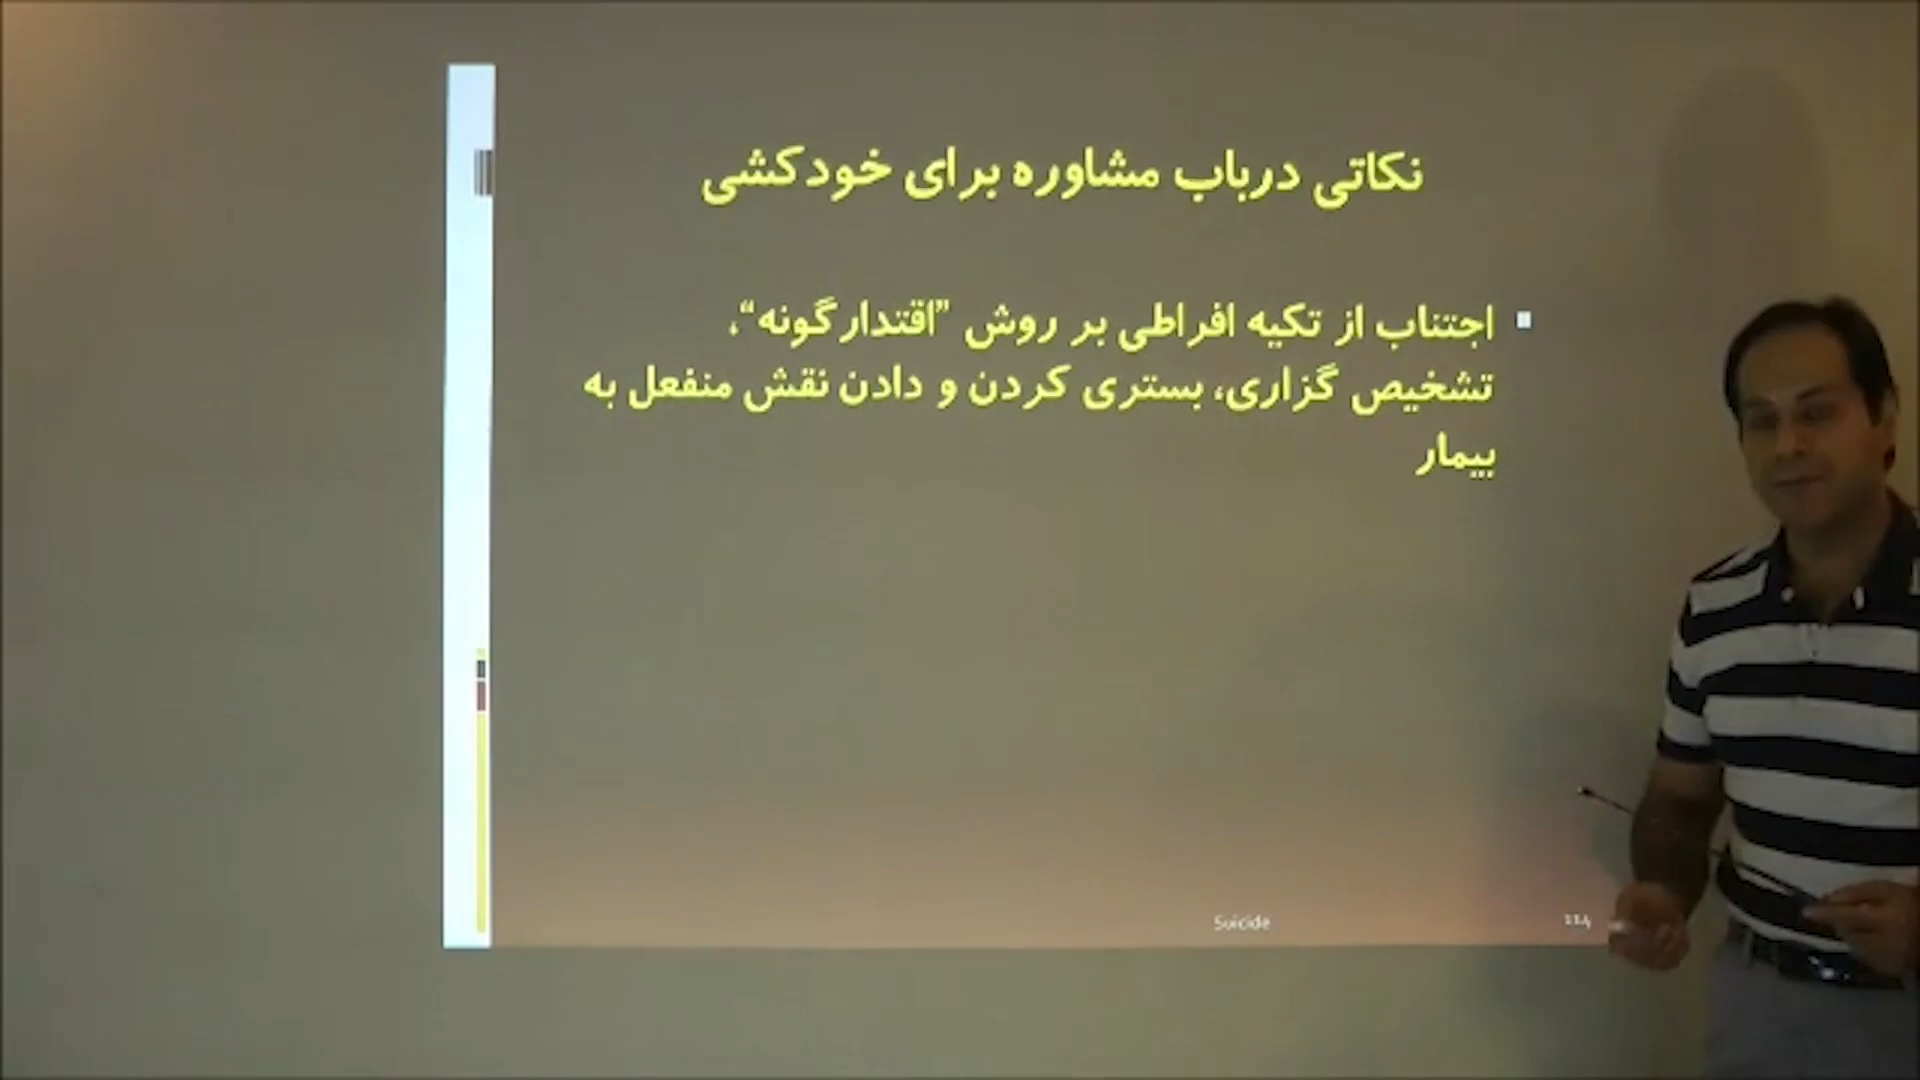 نکاتی درباب مشاوره برای خودکشی
اجتناب از تکیه افراطی بر روش ”اقتدارگونه“،
تشخیص گزاری، بستری کردن و دادن نقش منفعل به
بیمار
Suicide
114